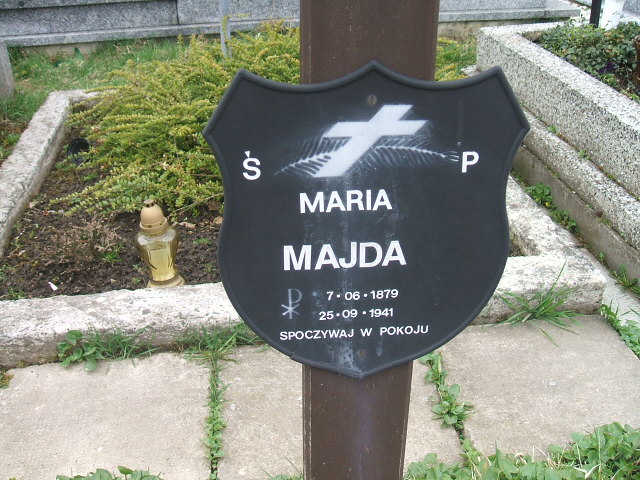 Ś P
MARIA
MAJDA
7·06·1879
25·09·1941
SPOCZYWAJ W POKOJU